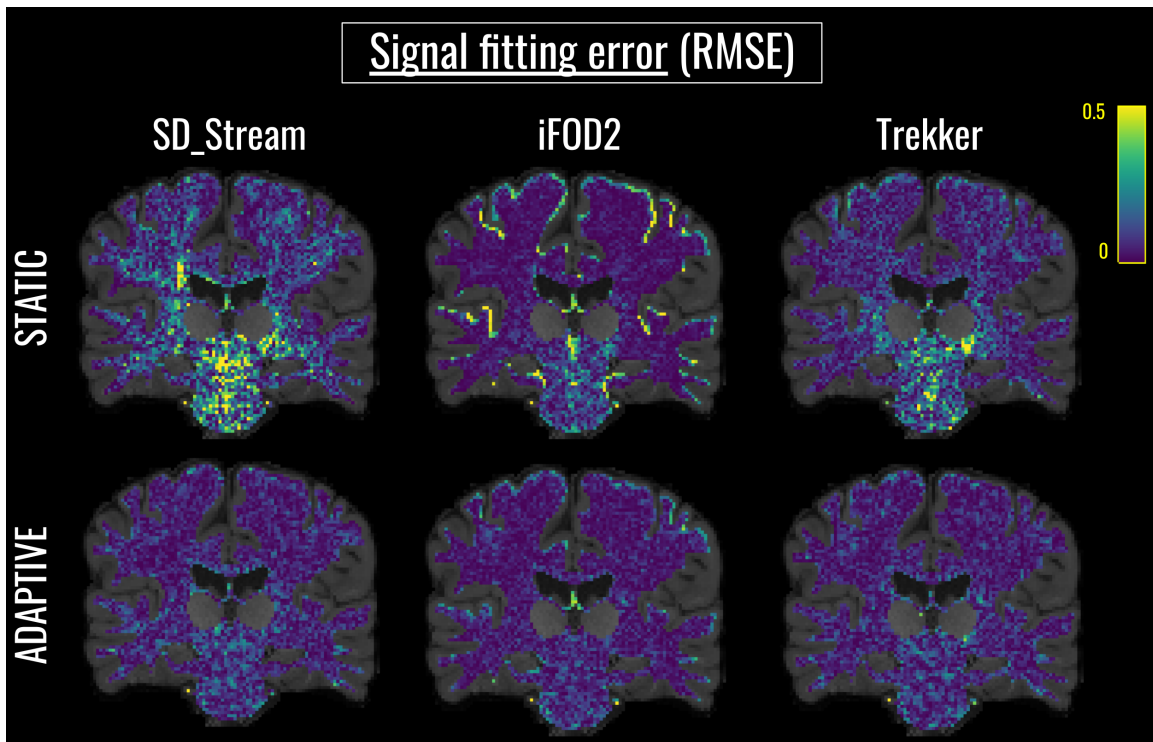 Signal fitting error (RMSE)
SD_Stream
iFOD2
Trekker
0.5
0
STATIC
ADAPTIVE